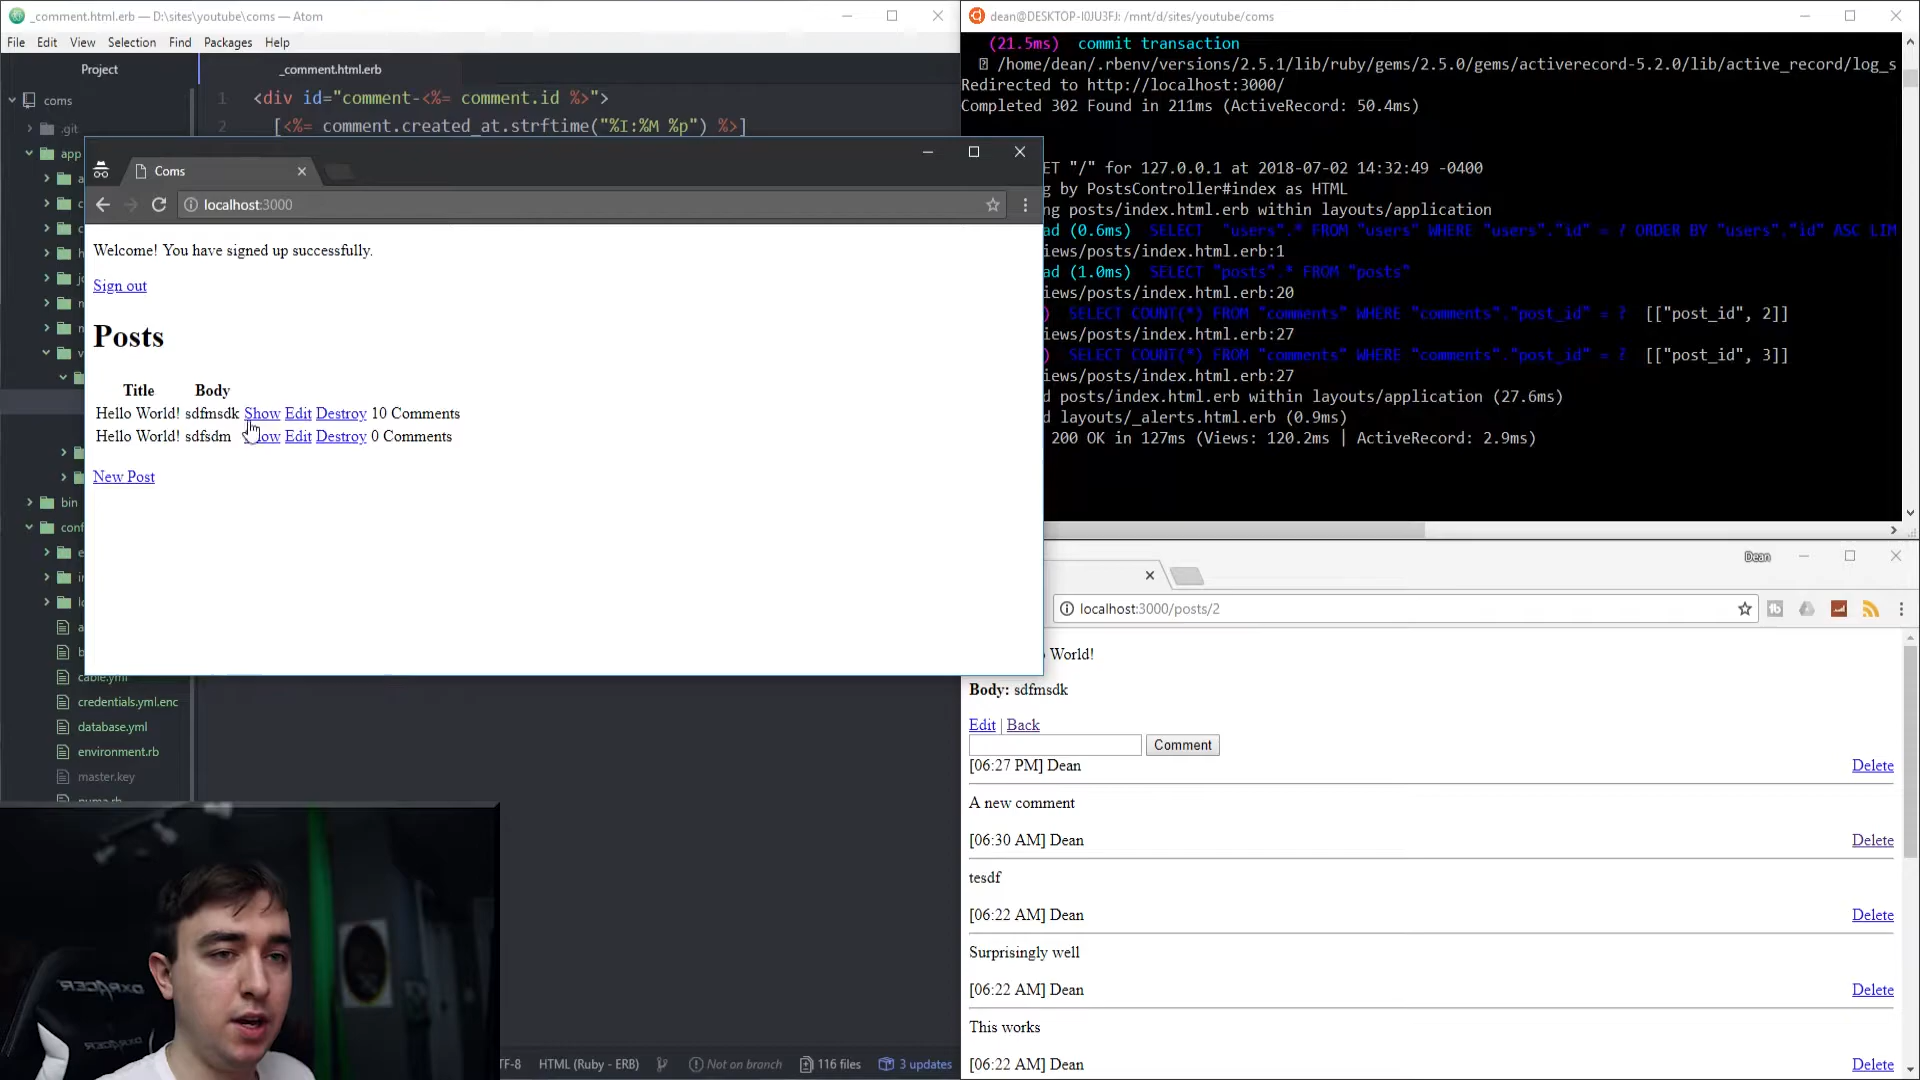 _comment.html.erb — D:\sites\youtube\coms — Atom
File Edit View Selection Find Packages Help
Project
coms
.git
app
bin
cable.yml
credentials.yml.enc
database.yml
environment.rb
master.key
_comment.html.erb
1 <div id="comment-<%= comment.id %>">
2 [<%= comment.created_at.strftime("%I:%M %p") %>]
Coms
localhost:3000
Welcome! You have signed up successfully.
Sign out
Posts
Title Body
Hello World! sdfmsdk Show Edit Destroy 10 Comments
Hello World! sdfsdm Show Edit Destroy 0 Comments
New Post
HTML (Ruby - ERB) Not on branch 116 files 3 updates
dean@DESKTOP-I0JU3FJ: /mnt/d/sites/youtube/coms
(21.5ms) commit transaction
/home/dean/.rbenv/versions/2.5.1/lib/ruby/gems/2.5.0/gems/activerecord-5.2.0/lib/active_record/log_s
Redirected to http://localhost:3000/
Completed 302 Found in 211ms (ActiveRecord: 50.4ms)
ET "/" for 127.0.0.1 at 2018-07-02 14:32:49 -0400
g by PostsController#index as HTML
ng posts/index.html.erb within layouts/application
ad (0.6ms) SELECT "users".* FROM "users" WHERE "users"."id" = ? ORDER BY "users"."id" ASC LIM
iews/posts/index.html.erb:1
ad (1.0ms) SELECT "posts".* FROM "posts"
iews/posts/index.html.erb:20
) SELECT COUNT(*) FROM "comments" WHERE "comments"."post_id" = ? [["post_id", 2]]
iews/posts/index.html.erb:27
) SELECT COUNT(*) FROM "comments" WHERE "comments"."post_id" = ? [["post_id", 3]]
iews/posts/index.html.erb:27
d posts/index.html.erb within layouts/application (27.6ms)
d layouts/_alerts.html.erb (0.9ms)
200 OK in 127ms (Views: 120.2ms | ActiveRecord: 2.9ms)
Dean
localhost:3000/posts/2
World!
Body: sdfmsdk
Edit | Back
Comment
[06:27 PM] Dean Delete
A new comment
[06:30 AM] Dean Delete
tesdf
[06:22 AM] Dean Delete
Surprisingly well
[06:22 AM] Dean Delete
This works
[06:22 AM] Dean Delete
DXRACER